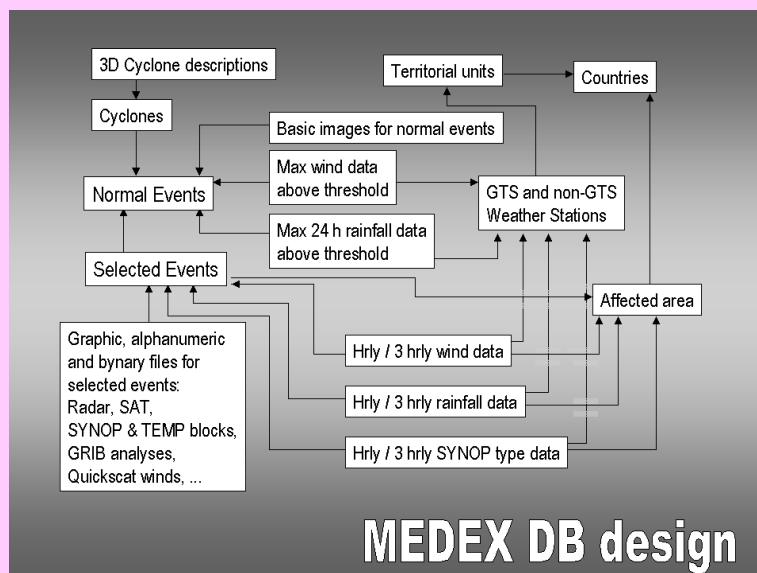 3D Cyclone descriptions
Territorial units
Countries
Cyclones
Basic images for normal events
Max wind data
above threshold
Normal Events
GTS and non-GTS
Weather Stations
Max 24 h rainfall data
above threshold
Selected Events
Affected area
Graphic, alphanumeric
and bynary files for
selected events:
Radar, SAT,
SYNOP & TEMP blocks,
GRIB analyses,
Quickscat winds, ...
Hrly / 3 hrly wind data
Hrly / 3 hrly rainfall data
Hrly / 3 hrly SYNOP type data
MEDEX DB design